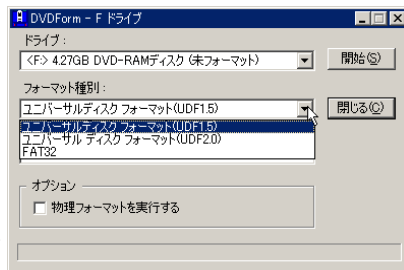 DVDForm - F ドライブ
ドライブ :
<F> 4.27GB DVD-RAMディスク (未フォーマット)
開始(S)
フォーマット種別 :
ユニバーサルディスク フォーマット(UDF1.5)
閉じる(C)
ユニバーサルディスク フォーマット(UDF1.5)
ユニバーサル ディスク フォーマット(UDF2.0)
FAT32
オプション
物理フォーマットを実行する